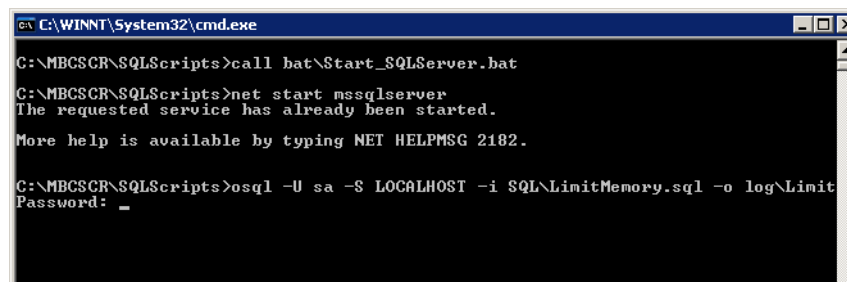 C:\WINNT\System32\cmd.exe
C:\MBCSCR\SQLScripts>call bat\Start_SQLServer.bat
C:\MBCSCR\SQLScripts>net start mssqlserver
The requested service has already been started.
More help is available by typing NET HELPMSG 2182.
C:\MBCSCR\SQLScripts>osql -U sa -S LOCALHOST -i SQL\LimitMemory.sql -o log\Limit
Password: _